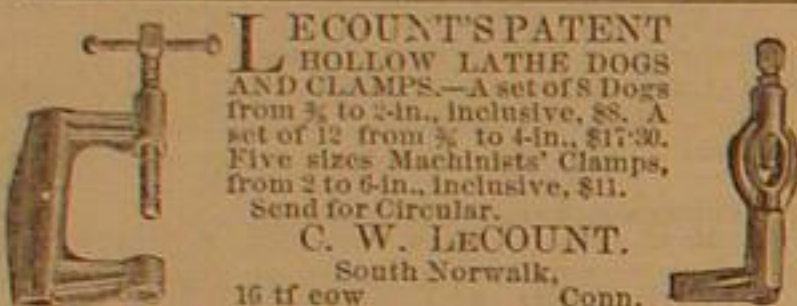 LECOUNT'S PATENT
HOLLOW LATHE DOGS
AND CLAMPS.—A set of 8 Dogs
from ⅜ to 2-in., inclusive, $8. A
set of 12 from ⅜ to 4-in., $17·30.
Five sizes Machinists' Clamps,
from 2 to 6-in., inclusive, $11.
Send for Circular.
C. W. LECOUNT.
South Norwalk,
16 tf eow Conn.